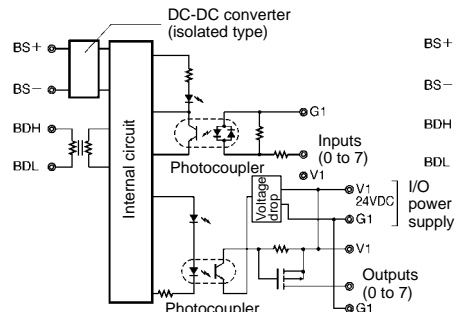 DC-DC converter
(isolated type)
BS+
BS−
BDH
BDL
Internal circuit
G1
Inputs
(0 to 7)
Photocoupler
V1
Voltage
drop
V1
24VDC
G1
I/O
power
supply
V1
Outputs
(0 to 7)
G1
Photocoupler
BS+
BS−
BDH
BDL